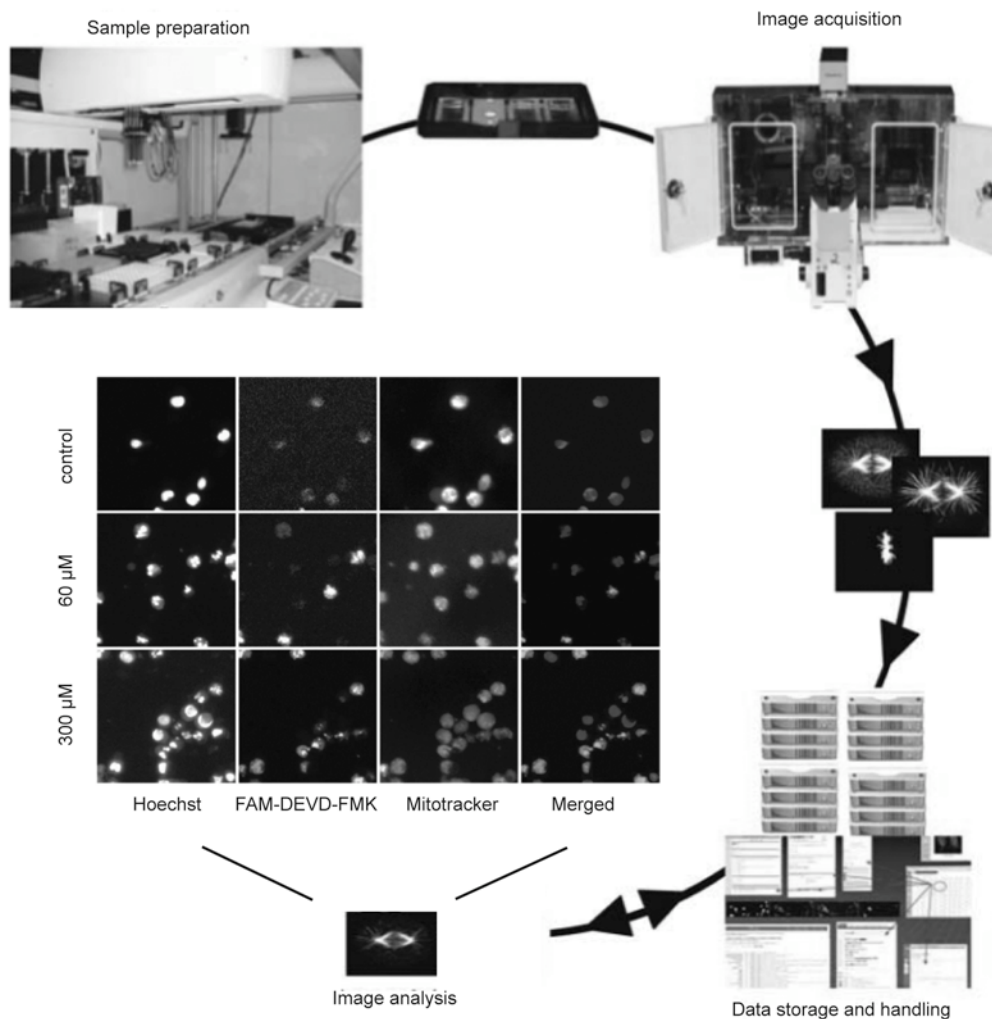 Sample preparation
Image acquisition
control
60 µM
300 µM
Hoechst
FAM-DEVD-FMK
Mitotracker
Merged
Image analysis
Data storage and handling